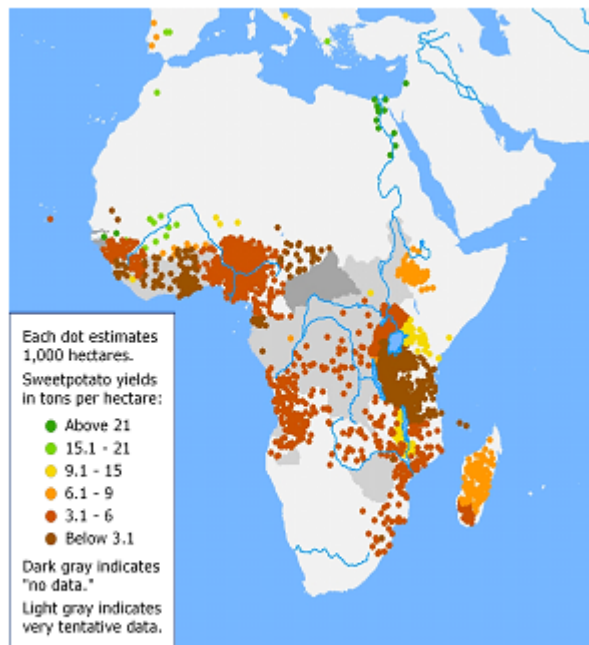 Each dot estimates
1,000 hectares.
Sweetpotato yields
in tons per hectare:
Above 21
15.1 - 21
9.1 - 15
6.1 - 9
3.1 - 6
Below 3.1
Dark gray indicates
"no data."
Light gray indicates
very tentative data.